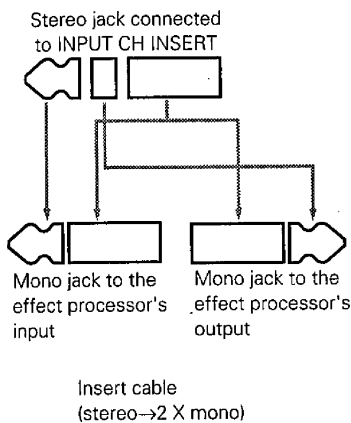 Stereo jack connected
to INPUT CH INSERT
Mono jack to the
effect processor's
input
Mono jack to the
effect processor's
output
Insert cable
(stereo→2 X mono)